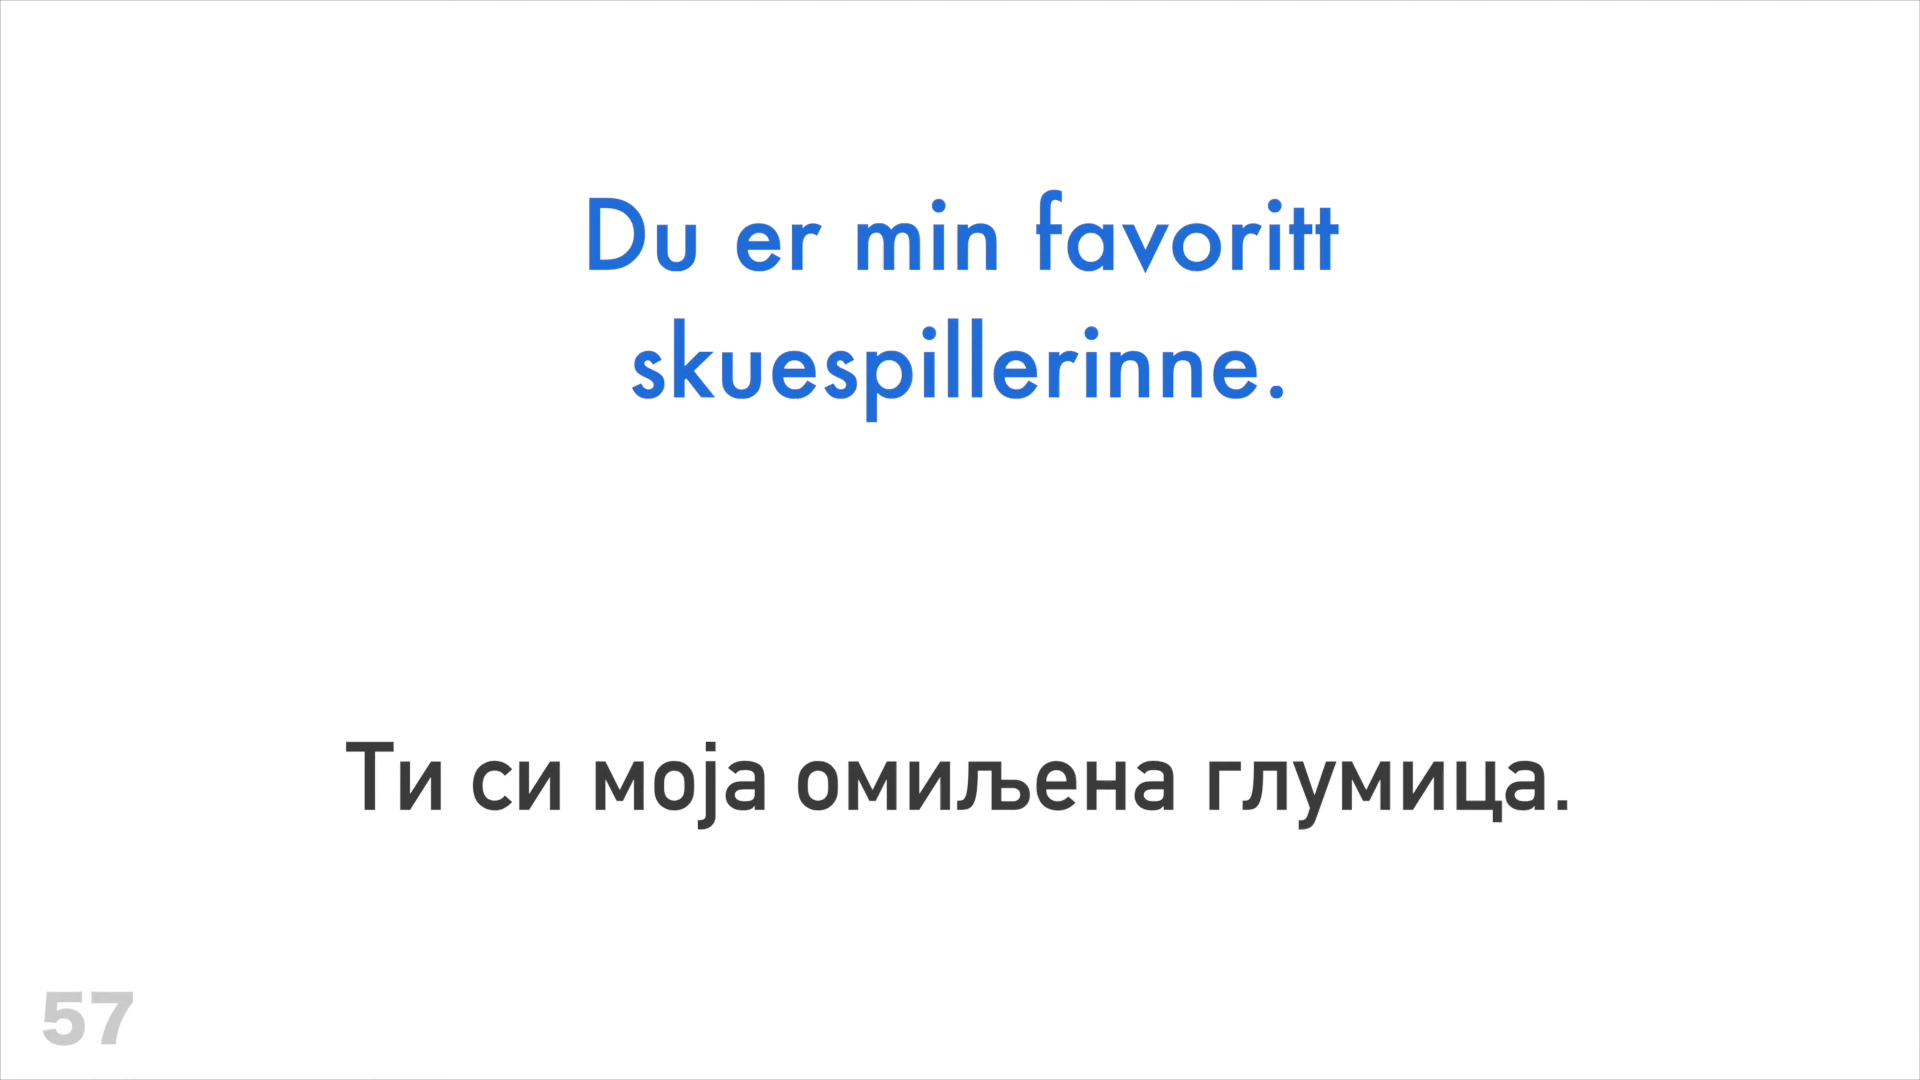 Du er min favoritt
skuespillerinne.
Ти си моја омиљена глумица.
57